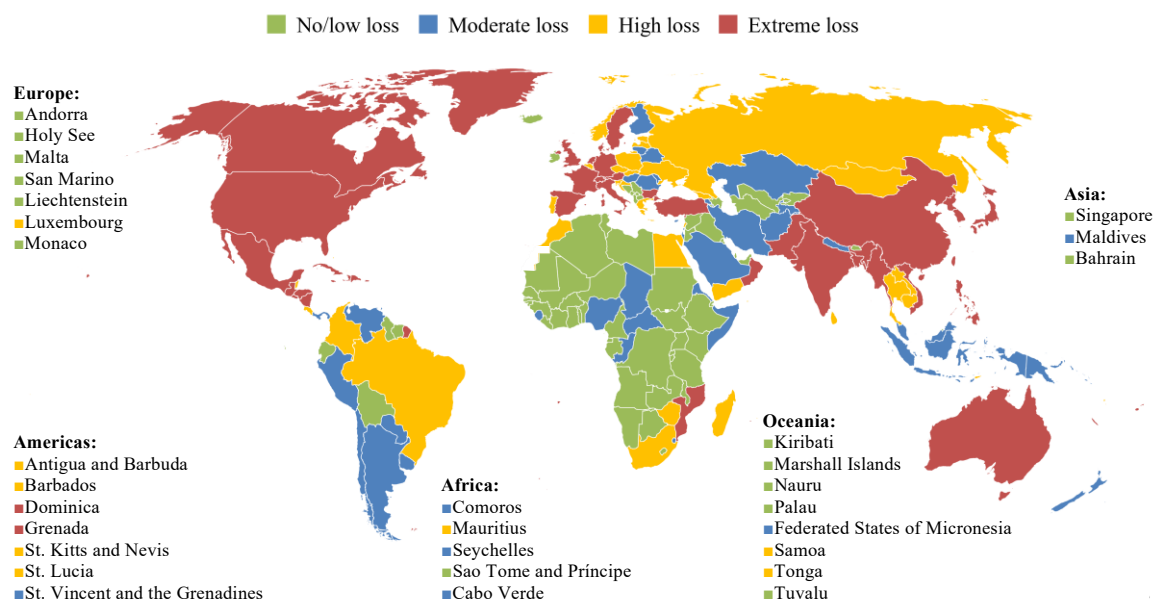 No/low loss
Moderate loss
High loss
Extreme loss
Europe:
Andorra
Holy See
Malta
San Marino
Liechtenstein
Luxembourg
Monaco
Asia:
Singapore
Maldives
Bahrain
Americas:
Antigua and Barbuda
Barbados
Dominica
Grenada
St. Kitts and Nevis
St. Lucia
St. Vincent and the Grenadines
Africa:
Comoros
Mauritius
Seychelles
Sao Tome and Príncipe
Cabo Verde
Oceania:
Kiribati
Marshall Islands
Nauru
Palau
Federated States of Micronesia
Samoa
Tonga
Tuvalu